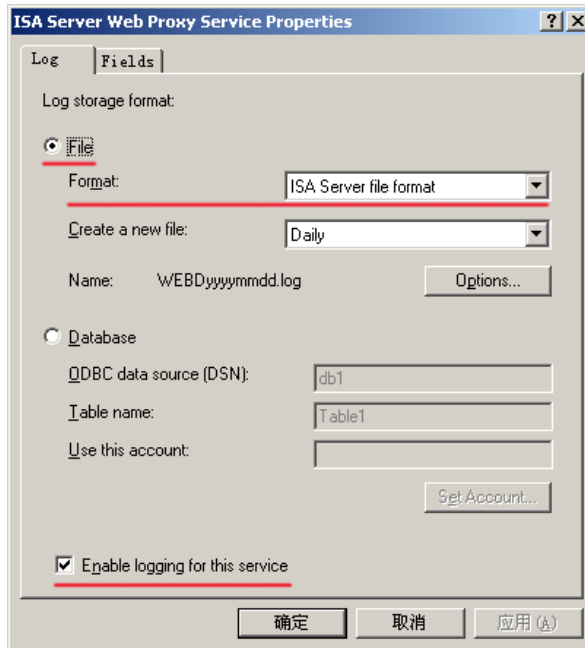 ISA Server Web Proxy Service Properties
Log Fields
Log storage format:
File
Format: ISA Server file format
Create a new file: Daily
Name: WEBDyyyymmdd.log Options...
Database
ODBC data source (DSN): db1
Table name: Table1
Use this account:
Set Account...
Enable logging for this service
确定 取消 应用(A)